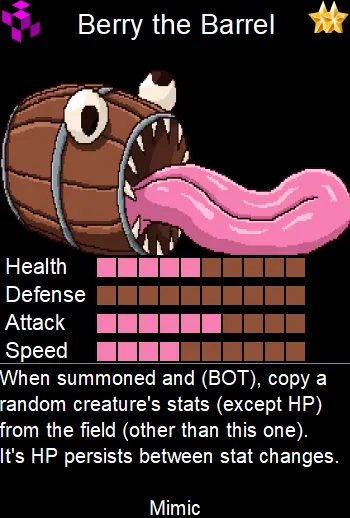 Berry the Barrel
Health
Defense
Attack
Speed
When summoned and (BOT), copy a
random creature's stats (except HP)
from the field (other than this one).
It's HP persists between stat changes.
Mimic